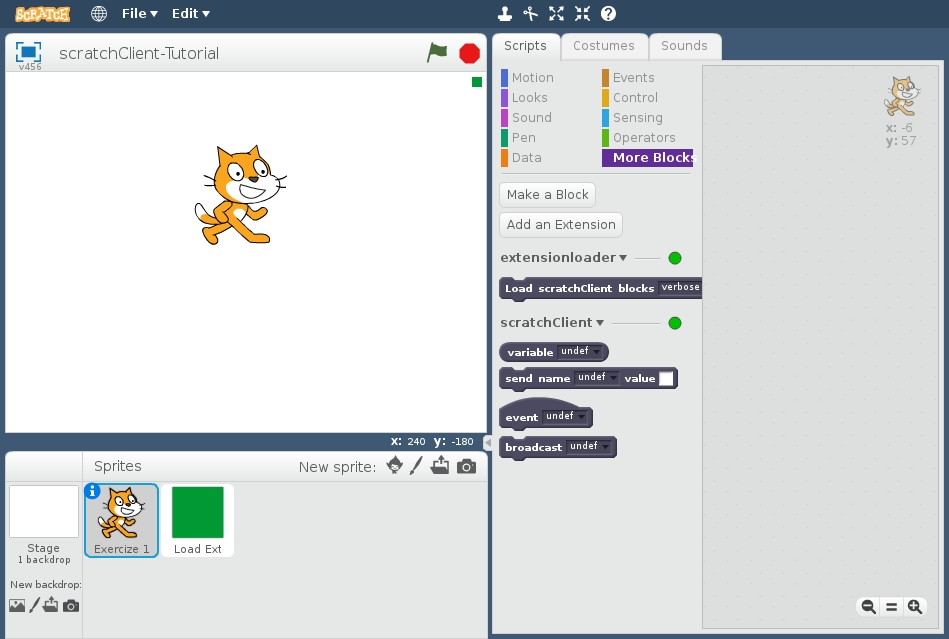 SCRATCH File Edit
scratchClient-Tutorial
v456
Scripts Costumes Sounds
Motion Events
Looks Control
Sound Sensing
Pen Operators
Data More Blocks
x: -6
y: 57
Make a Block
Add an Extension
extensionloader
Load scratchClient blocks verbose
scratchClient
variable undef
send name undef value
event undef
broadcast undef
x: 240 y: -180
Sprites New sprite:
Stage
1 backdrop
Exercize 1 Load Ext
New backdrop: